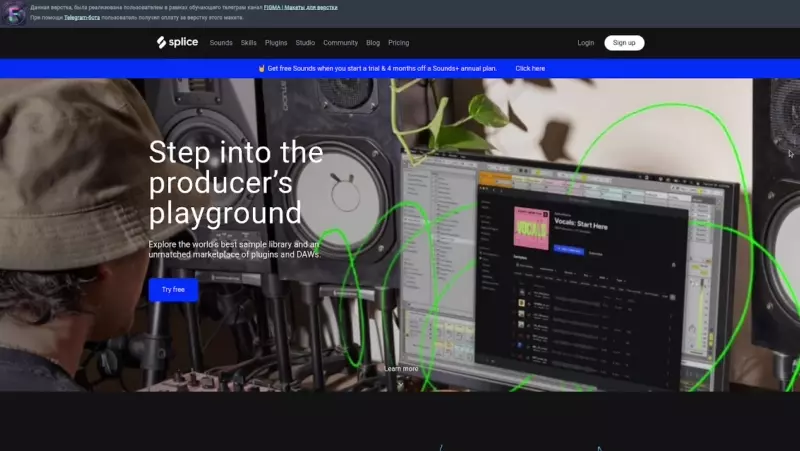 Данная верстка, была реализована пользователем в рамках обучающего телеграм канал FIGMA | Макеты для верстки
При помощи Telegram-бота пользователь получил оплату за верстку этого макета.
splice Sounds Skills Plugins Studio Community Blog Pricing Login Sign up
🤘 Get free Sounds when you start a trial & 4 months off a Sounds+ annual plan. Click here
Step into the
producer's
playground
Explore the world's best sample library and an
unmatched marketplace of plugins and DAWs.
Try free
VOCALS
Vocals: Start Here
Learn more